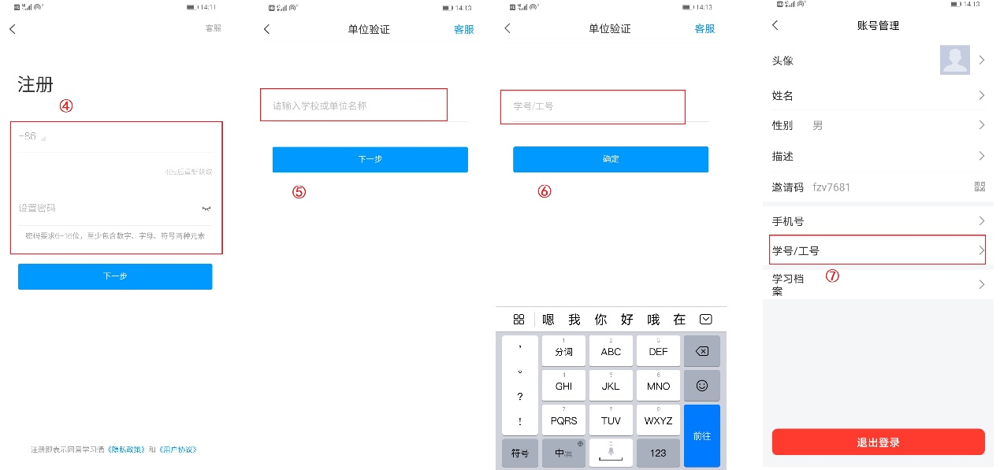 14:11
客服
注册
④
-86
48s后重新获取
设置密码
密码要求6-16位，至少包含数字、字母、符号两种元素
下一步
注册即表示同意学习通《隐私政策》和《用户协议》
14:13
单位验证
客服
请输入学校或单位名称
下一步
⑤
14:13
单位验证
客服
学号/工号
确定
⑥
嗯 我 你 好 哦 在
， 1 分词 2 ABC 3 DEF
。 4 GHI 5 JKL 6 MNO
？ 7 PQRS 8 TUV 9 WXYZ
！
前往
符号 中/英 0 123
14:13
账号管理
头像
姓名
性别 男
描述
邀请码 fzv7681
手机号
学号/工号
⑦
学习档
案
退出登录